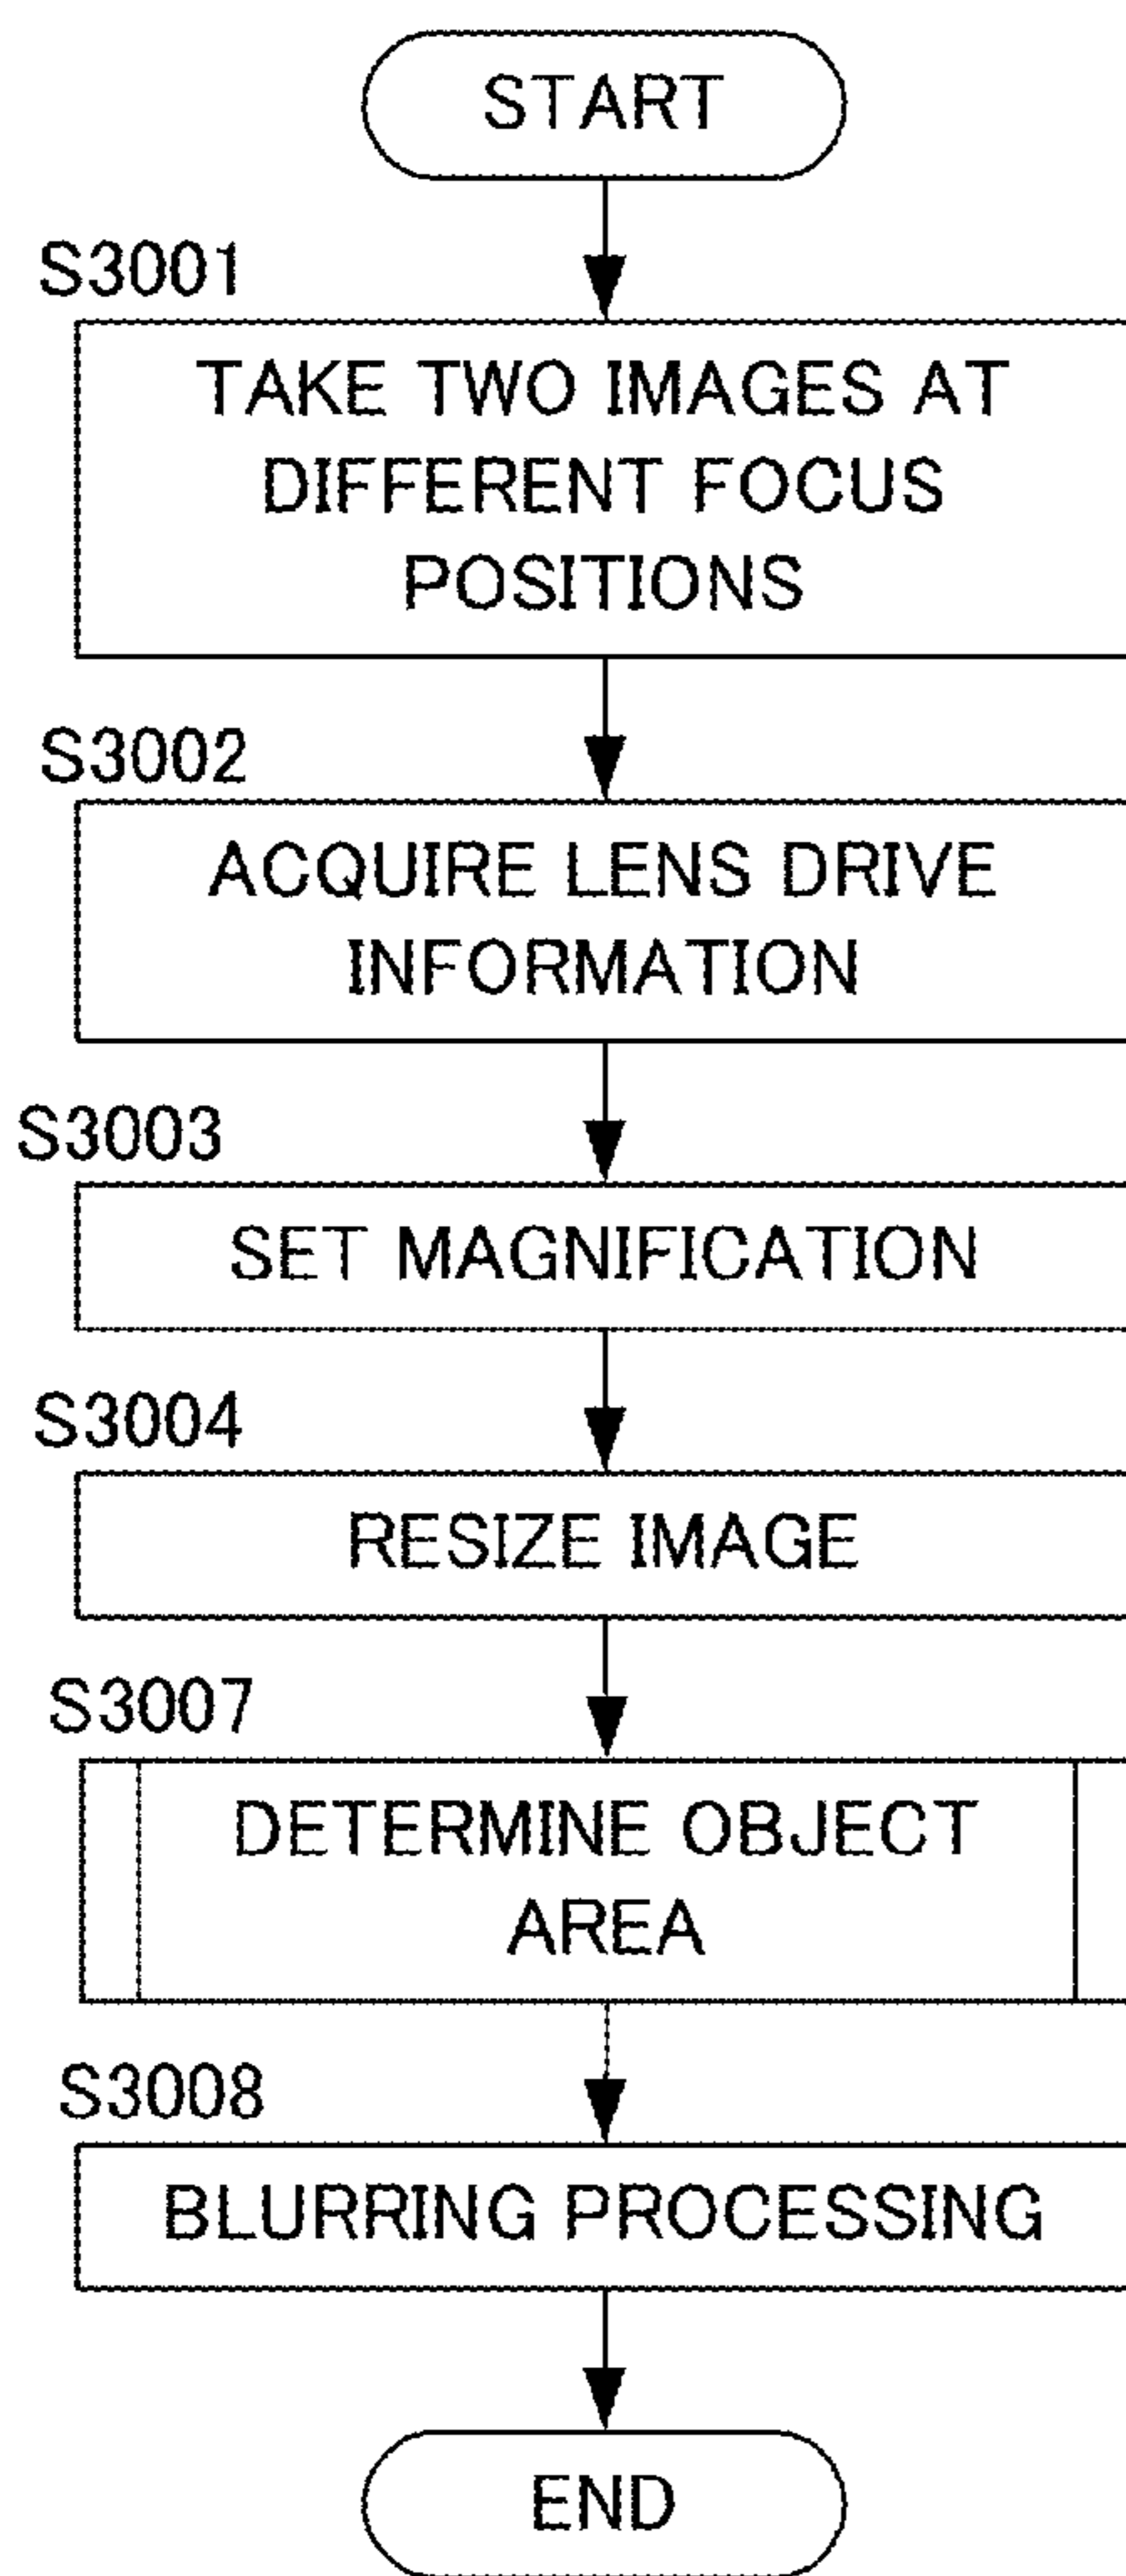 START
S3001
TAKE TWO IMAGES AT
DIFFERENT FOCUS
POSITIONS
S3002
ACQUIRE LENS DRIVE
INFORMATION
S3003
SET MAGNIFICATION
S3004
RESIZE IMAGE
S3007
DETERMINE OBJECT
AREA
S3008
BLURRING PROCESSING
END